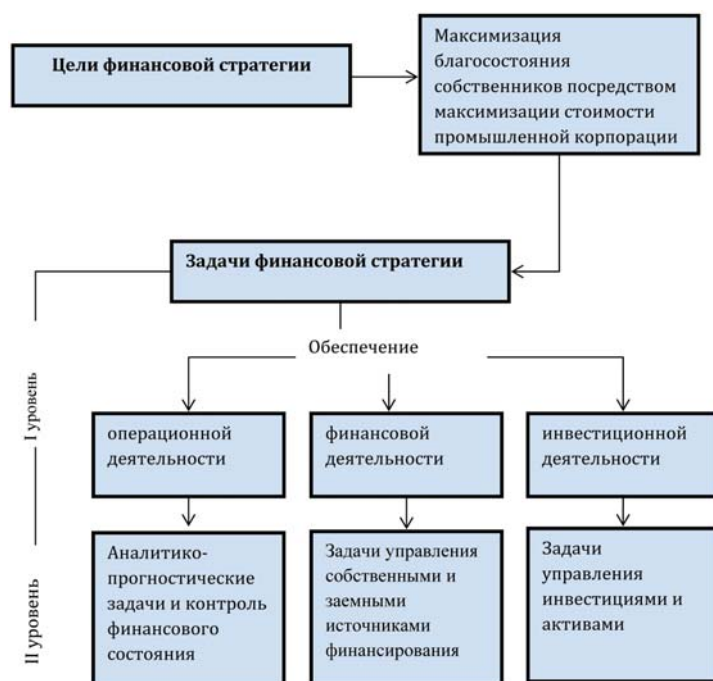 Цели финансовой стратегии
Максимизация
благосостояния
собственников посредством
максимизации стоимости
промышленной корпорации
Задачи финансовой стратегии
Обеспечение
I уровень
операционной
деятельности
финансовой
деятельности
инвестиционной
деятельности
II уровень
Аналитико-
прогностические
задачи и контроль
финансового
состояния
Задачи управления
собственными и
заемными
источниками
финансирования
Задачи
управления
инвестициями и
активами